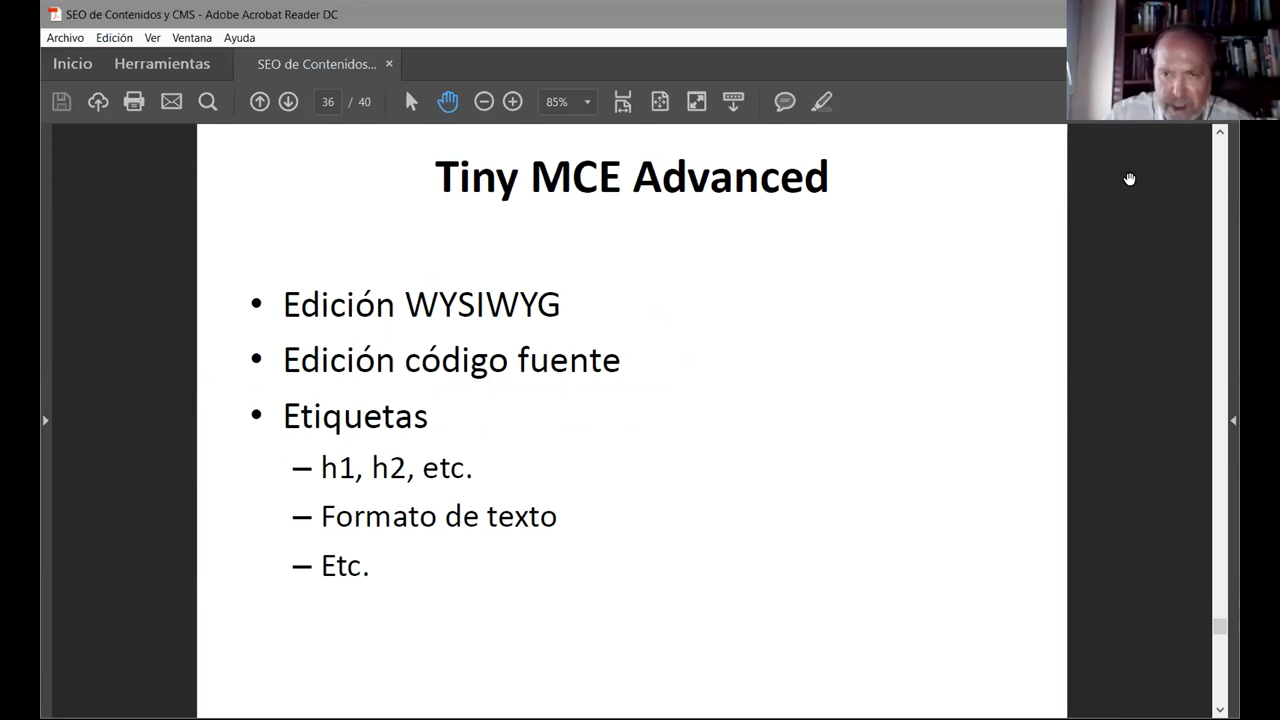 SEO de Contenidos y CMS - Adobe Acrobat Reader DC
Archivo Edición Ver Ventana Ayuda
Inicio Herramientas SEO de Contenidos... ×
36 / 40 85%
Tiny MCE Advanced
• Edición WYSIWYG
• Edición código fuente
• Etiquetas
– h1, h2, etc.
– Formato de texto
– Etc.